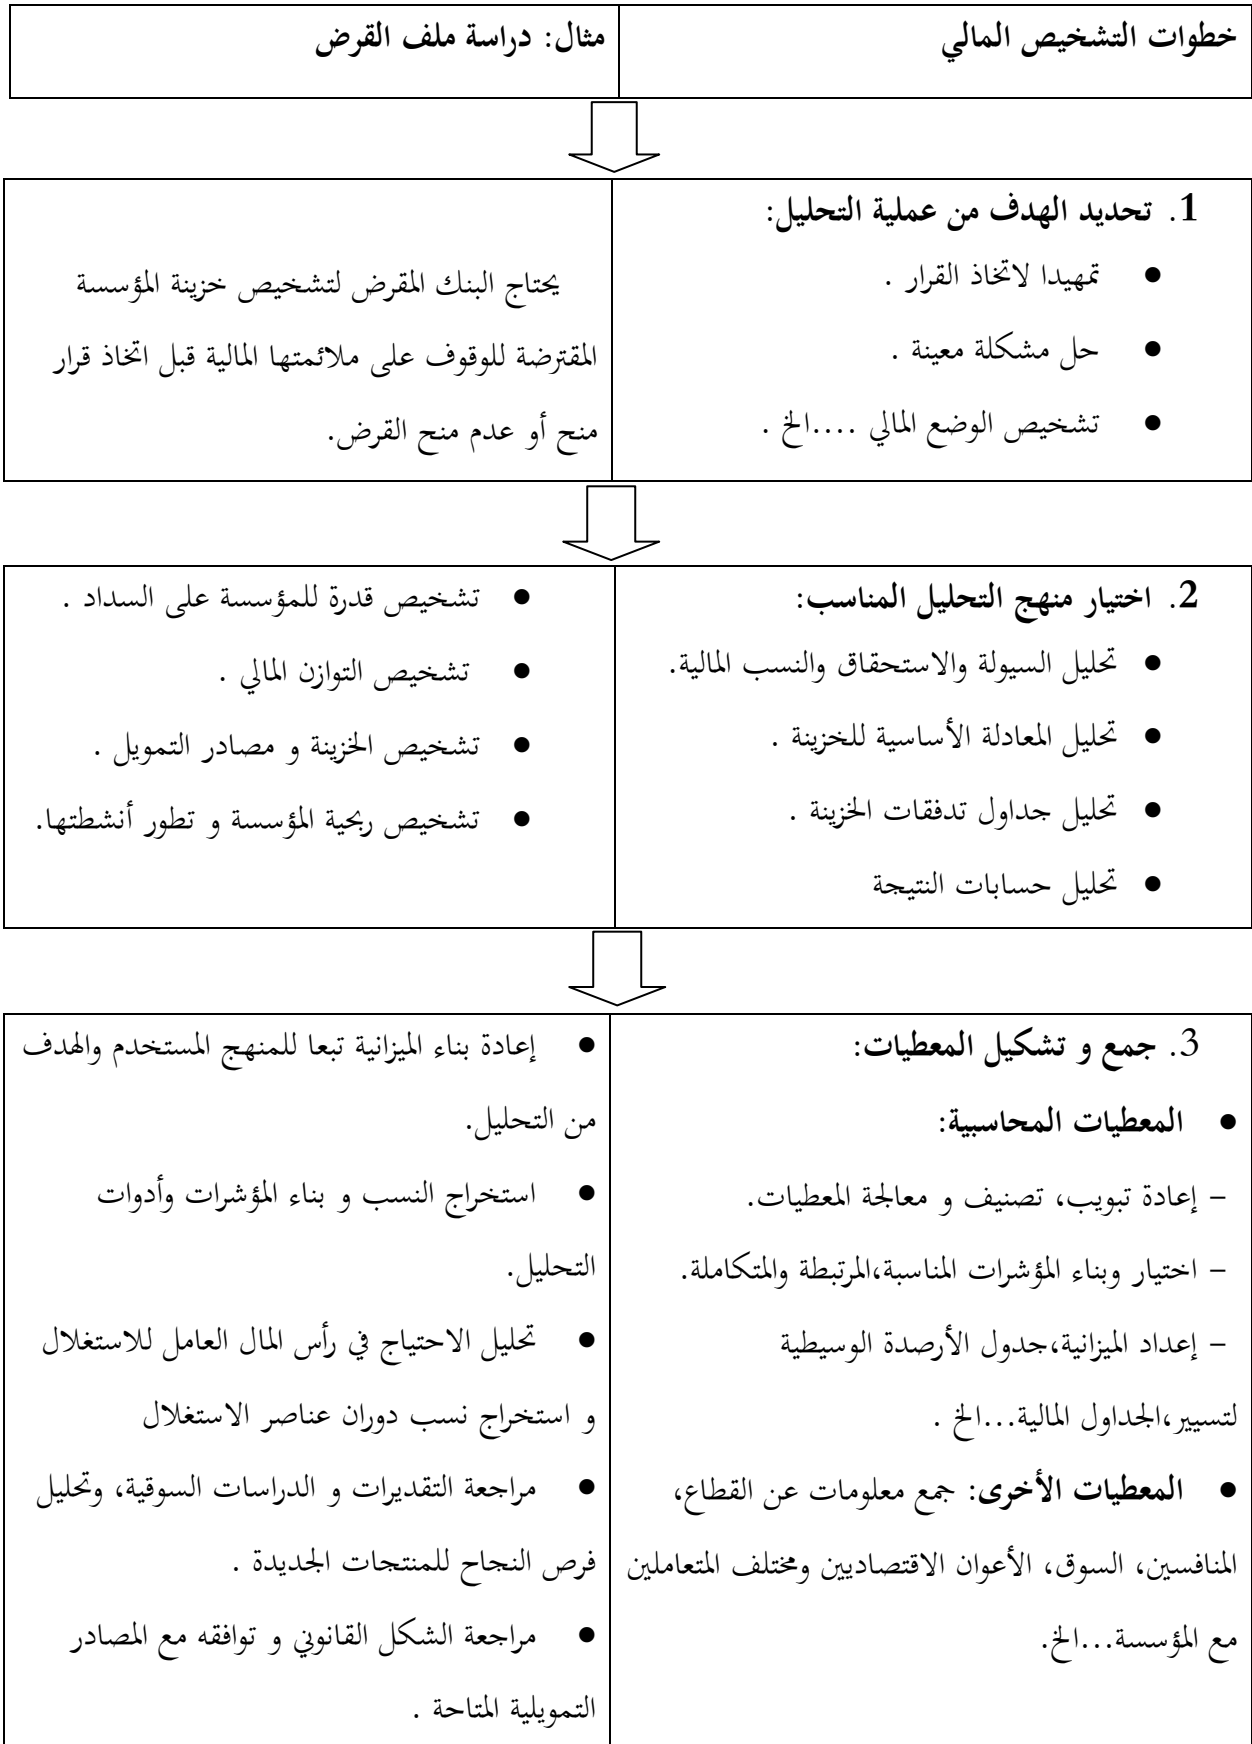 خطوات التشخيص المالي
مثال: دراسة ملف القرض
1. تحديد الهدف من عملية التحليل:
● تمهيدا لاتخاذ القرار .
● حل مشكلة معينة .
● تشخيص الوضع المالي ....الخ .
يحتاج البنك المقرض لتشخيص خزينة المؤسسة
المقترضة للوقوف على ملائمتها المالية قبل اتخاذ قرار
منح أو عدم منح القرض.
2. اختيار منهج التحليل المناسب:
● تحليل السيولة والاستحقاق والنسب المالية.
● تحليل المعادلة الأساسية للخزينة .
● تحليل جداول تدفقات الخزينة .
● تحليل حسابات النتيجة
● تشخيص قدرة للمؤسسة على السداد .
● تشخيص التوازن المالي .
● تشخيص الخزينة و مصادر التمويل .
● تشخيص ربحية المؤسسة و تطور أنشطتها.
3. جمع و تشكيل المعطيات:
● المعطيات المحاسبية:
– إعادة تبويب، تصنيف و معالجة المعطيات.
– اختيار وبناء المؤشرات المناسبة،المرتبطة والمتكاملة.
– إعداد الميزانية،جدول الأرصدة الوسيطية
لتسيير،الجداول المالية...الخ .
● المعطيات الأخرى: جمع معلومات عن القطاع،
المنافسين، السوق، الأعوان الاقتصاديين ومختلف المتعاملين
مع المؤسسة...الخ.
● إعادة بناء الميزانية تبعا للمنهج المستخدم والهدف
من التحليل.
● استخراج النسب و بناء المؤشرات وأدوات
التحليل.
● تحليل الاحتياج في رأس المال العامل للاستغلال
و استخراج نسب دوران عناصر الاستغلال
● مراجعة التقديرات و الدراسات السوقية، وتحليل
فرص النجاح للمنتجات الجديدة .
● مراجعة الشكل القانوني و توافقه مع المصادر
التمويلية المتاحة .